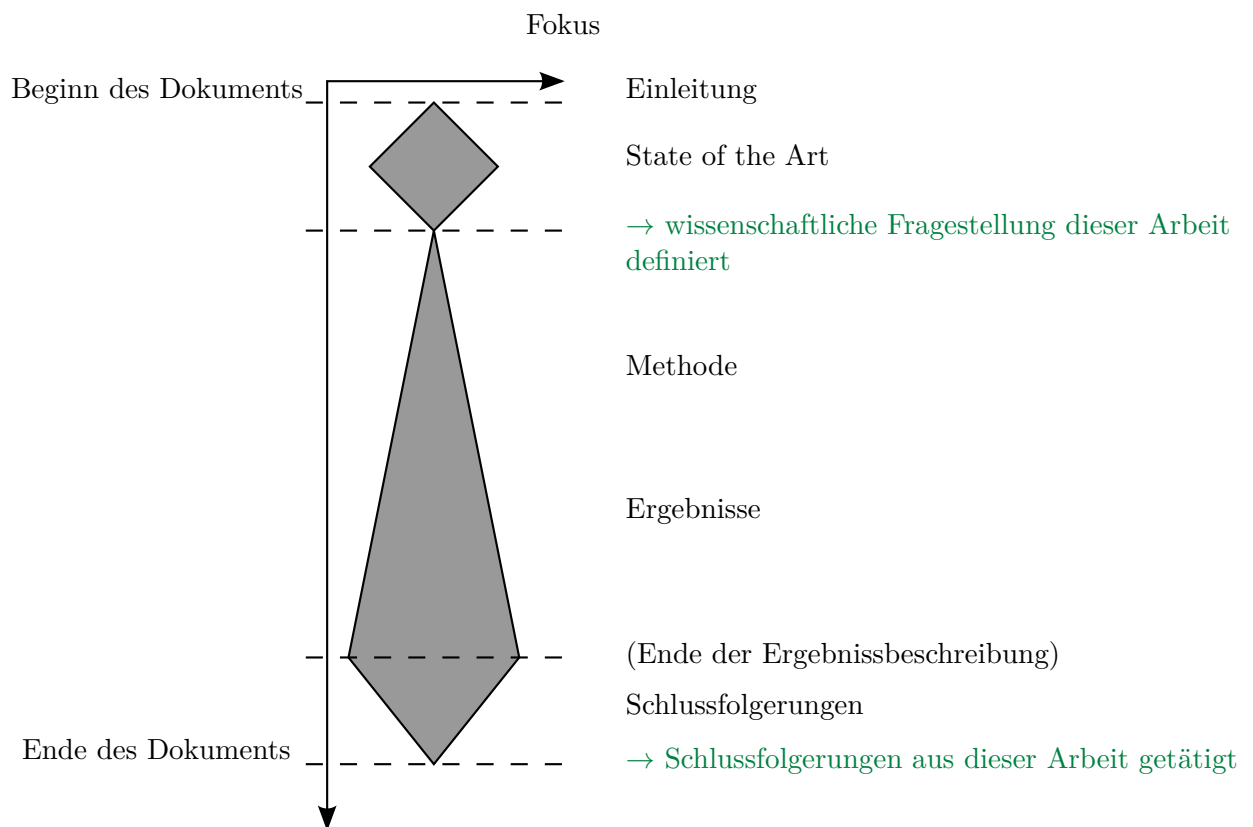 Fokus
Beginn des Dokuments
Einleitung
State of the Art
→ wissenschaftliche Fragestellung dieser Arbeit
definiert
Methode
Ergebnisse
(Ende der Ergebnissbeschreibung)
Schlussfolgerungen
Ende des Dokuments
→ Schlussfolgerungen aus dieser Arbeit getätigt